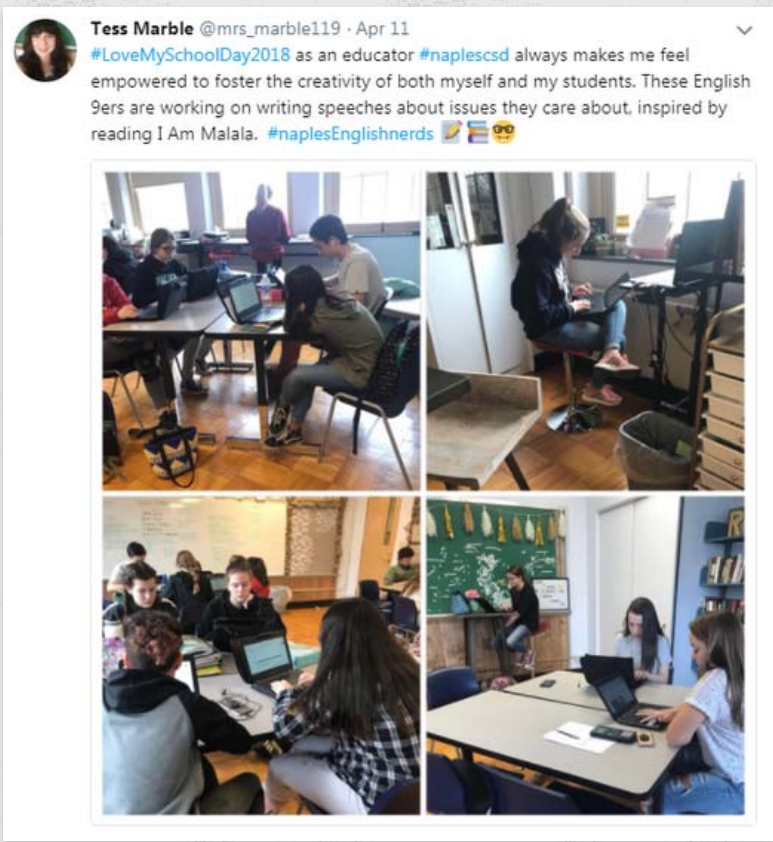 Tess Marble @mrs_marble119 · Apr 11
#LoveMySchoolDay2018 as an educator #naplescsd always makes me feel
empowered to foster the creativity of both myself and my students. These English
9ers are working on writing speeches about issues they care about, inspired by
reading I Am Malala. #naplesEnglishnerds 📝📚🤓